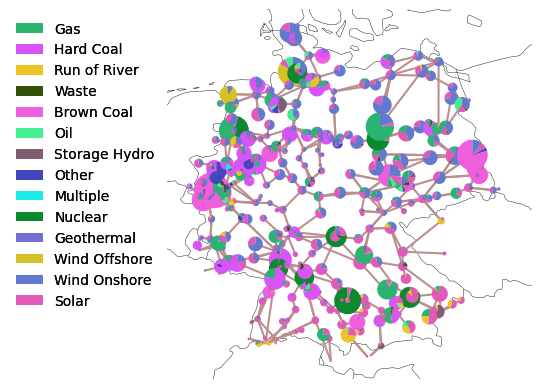 Gas
Hard Coal
Run of River
Waste
Brown Coal
Oil
Storage Hydro
Other
Multiple
Nuclear
Geothermal
Wind Offshore
Wind Onshore
Solar